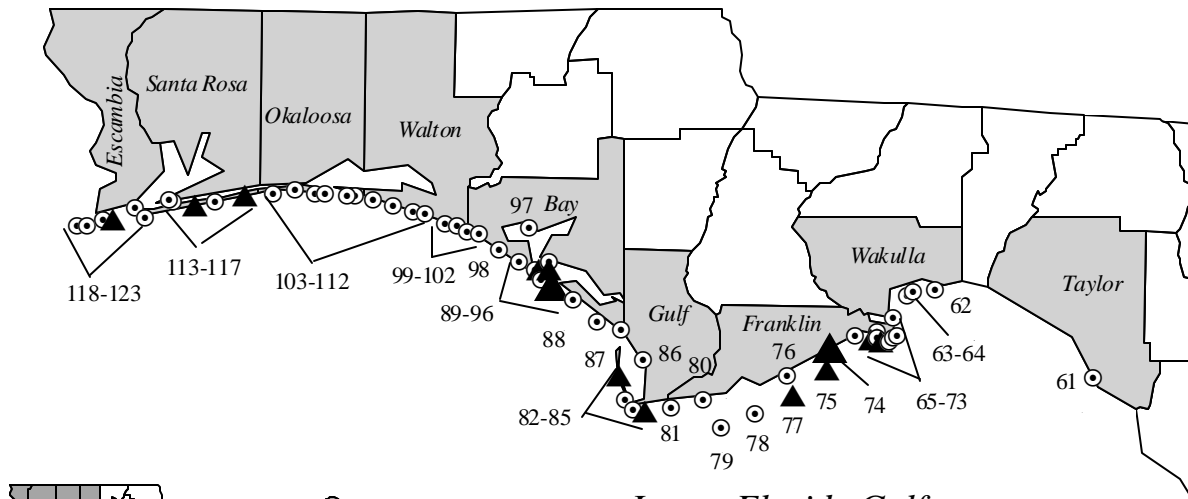 Escambia
Santa Rosa
Okaloosa
Walton
97 Bay
Wakulla
Taylor
113-117
103-112
99-102 98
118-123
89-96
88
Gulf
Franklin
62
87
86
80
76
63-64
61
82-85
81
77
75
74
65-73
78
79